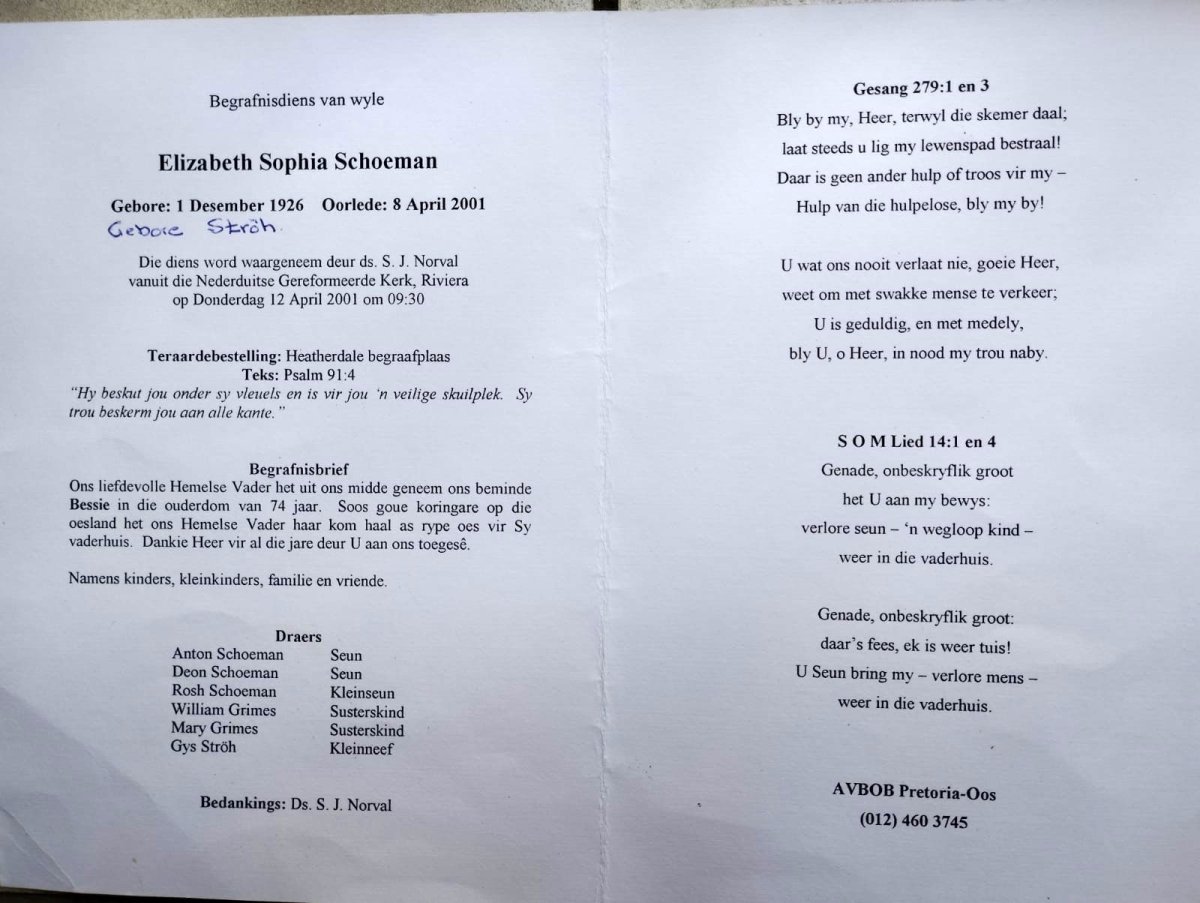 Begrafnisdiens van wyle
Elizabeth Sophia Schoeman
Gebore: 1 Desember 1926 Oorlede: 8 April 2001
Gebore Ströh.
Die diens word waargeneem deur ds. S. J. Norval
vanuit die Nederduitse Gereformeerde Kerk, Riviera
op Donderdag 12 April 2001 om 09:30
Teraardebestelling: Heatherdale begraafplaas
Teks: Psalm 91:4
“Hy beskut jou onder sy vleuels en is vir jou ‘n veilige skuilplek. Sy
trou beskerm jou aan alle kante.”
Begrafnisbrief
Ons liefdevolle Hemelse Vader het uit ons midde geneem ons beminde
Bessie in die ouderdom van 74 jaar. Soos goue koringare op die
oesland het ons Hemelse Vader haar kom haal as rype oes vir Sy
vaderhuis. Dankie Heer vir al die jare deur U aan ons toegesê.
Namens kinders, kleinkinders, familie en vriende.
Draers
Anton Schoeman Seun
Deon Schoeman Seun
Rosh Schoeman Kleinseun
William Grimes Susterskind
Mary Grimes Susterskind
Gys Ströh Kleinneef
Bedankings: Ds. S. J. Norval
Gesang 279:1 en 3
Bly by my, Heer, terwyl die skemer daal;
laat steeds u lig my lewenspad bestraal!
Daar is geen ander hulp of troos vir my –
Hulp van die hulpelose, bly my by!
U wat ons nooit verlaat nie, goeie Heer,
weet om met swakke mense te verkeer;
U is geduldig, en met medely,
bly U, o Heer, in nood my trou naby.
S O M Lied 14:1 en 4
Genade, onbeskryflik groot
het U aan my bewys:
verlore seun – ‘n wegloop kind –
weer in die vaderhuis.
Genade, onbeskryflik groot:
daar’s fees, ek is weer tuis!
U Seun bring my – verlore mens –
weer in die vaderhuis.
AVBOB Pretoria-Oos
(012) 460 3745